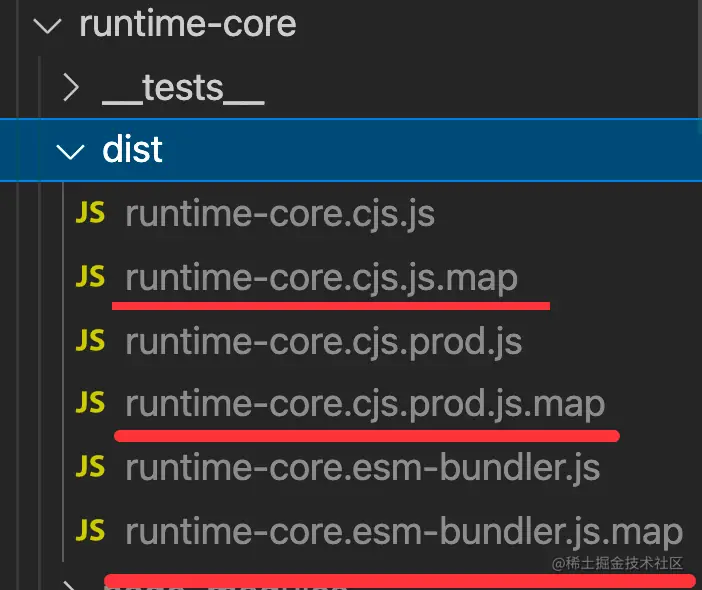 runtime-core
__tests__
dist
JS runtime-core.cjs.js
JS runtime-core.cjs.js.map
JS runtime-core.cjs.prod.js
JS runtime-core.cjs.prod.js.map
JS runtime-core.esm-bundler.js
JS runtime-core.esm-bundler.js.map
@稀土掘金技术社区